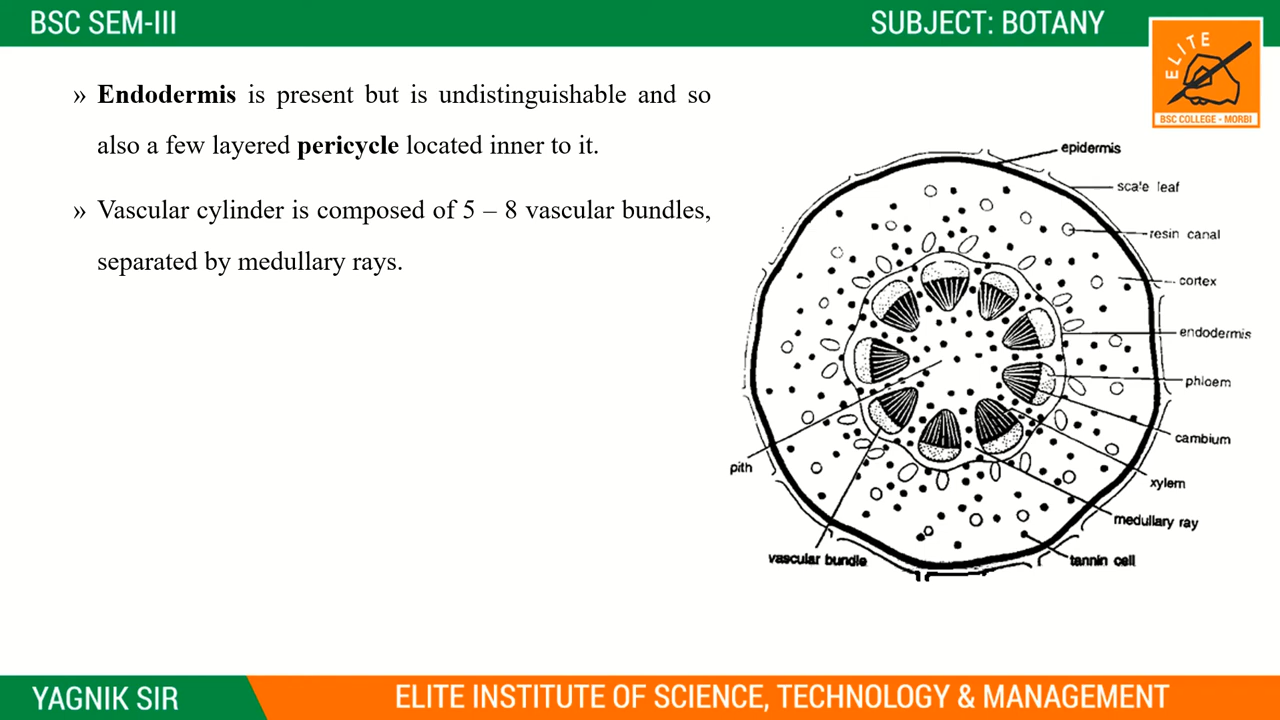 BSC SEM-III
SUBJECT: BOTANY
ELITE
BSC COLLEGE - MORBI
» Endodermis is present but is undistinguishable and so
also a few layered pericycle located inner to it.
» Vascular cylinder is composed of 5 – 8 vascular bundles,
separated by medullary rays.
epidermis
scale leaf
resin canal
cortex
endodermis
phloem
cambium
xylem
medullary ray
tannin cell
pith
vascular bundle
YAGNIK SIR
ELITE INSTITUTE OF SCIENCE, TECHNOLOGY & MANAGEMENT